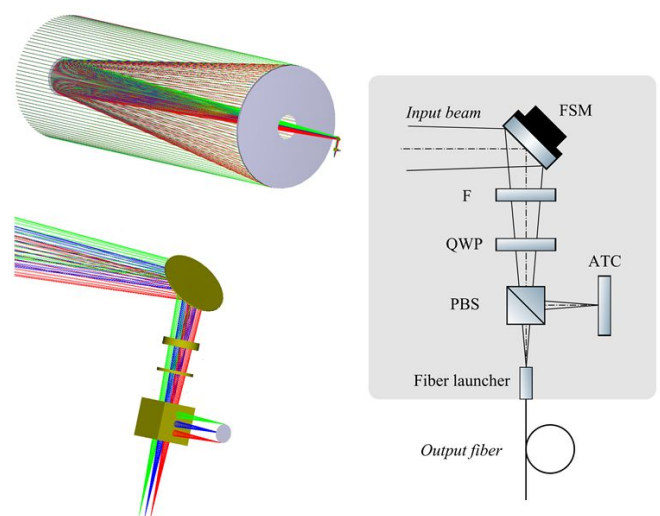 Input beam
FSM
F
QWP
ATC
PBS
Fiber launcher
Output fiber